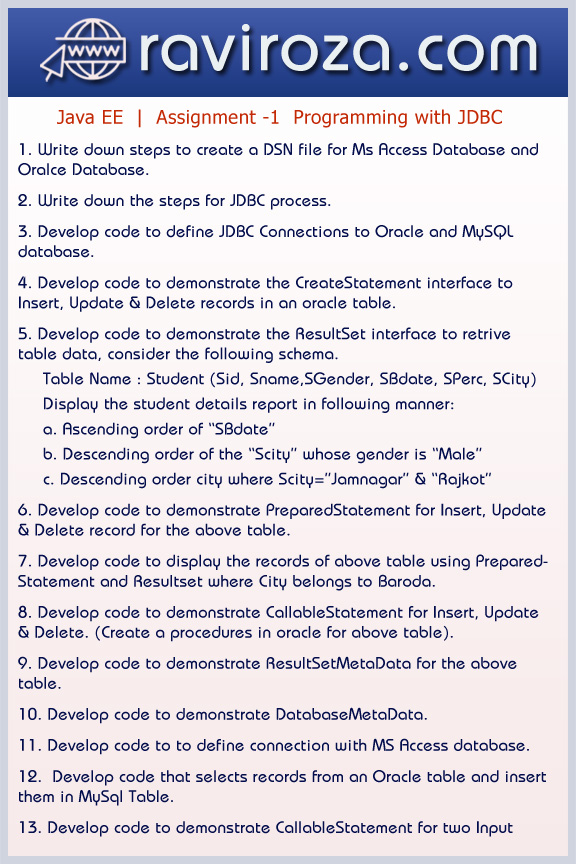 www raviroza.com
Java EE | Assignment -1 Programming with JDBC
1. Write down steps to create a DSN file for Ms Access Database and
Oralce Database.
2. Write down the steps for JDBC process.
3. Develop code to define JDBC Connections to Oracle and MySQL
database.
4. Develop code to demonstrate the CreateStatement interface to
Insert, Update & Delete records in an oracle table.
5. Develop code to demonstrate the ResultSet interface to retrive
table data, consider the following schema.
Table Name : Student (Sid, Sname,SGender, SBdate, SPerc, SCity)
Display the student details report in following manner:
a. Ascending order of "SBdate"
b. Descending order of the "Scity" whose gender is "Male"
c. Descending order city where Scity="Jamnagar" & "Rajkot"
6. Develop code to demonstrate PreparedStatement for Insert, Update
& Delete record for the above table.
7. Develop code to display the records of above table using Prepared-
Statement and Resultset where City belongs to Baroda.
8. Develop code to demonstrate CallableStatement for Insert, Update
& Delete. (Create a procedures in oracle for above table).
9. Develop code to demonstrate ResultSetMetaData for the above
table.
10. Develop code to demonstrate DatabaseMetaData.
11. Develop code to to define connection with MS Access database.
12. Develop code that selects records from an Oracle table and insert
them in MySql Table.
13. Develop code to demonstrate CallableStatement for two Input